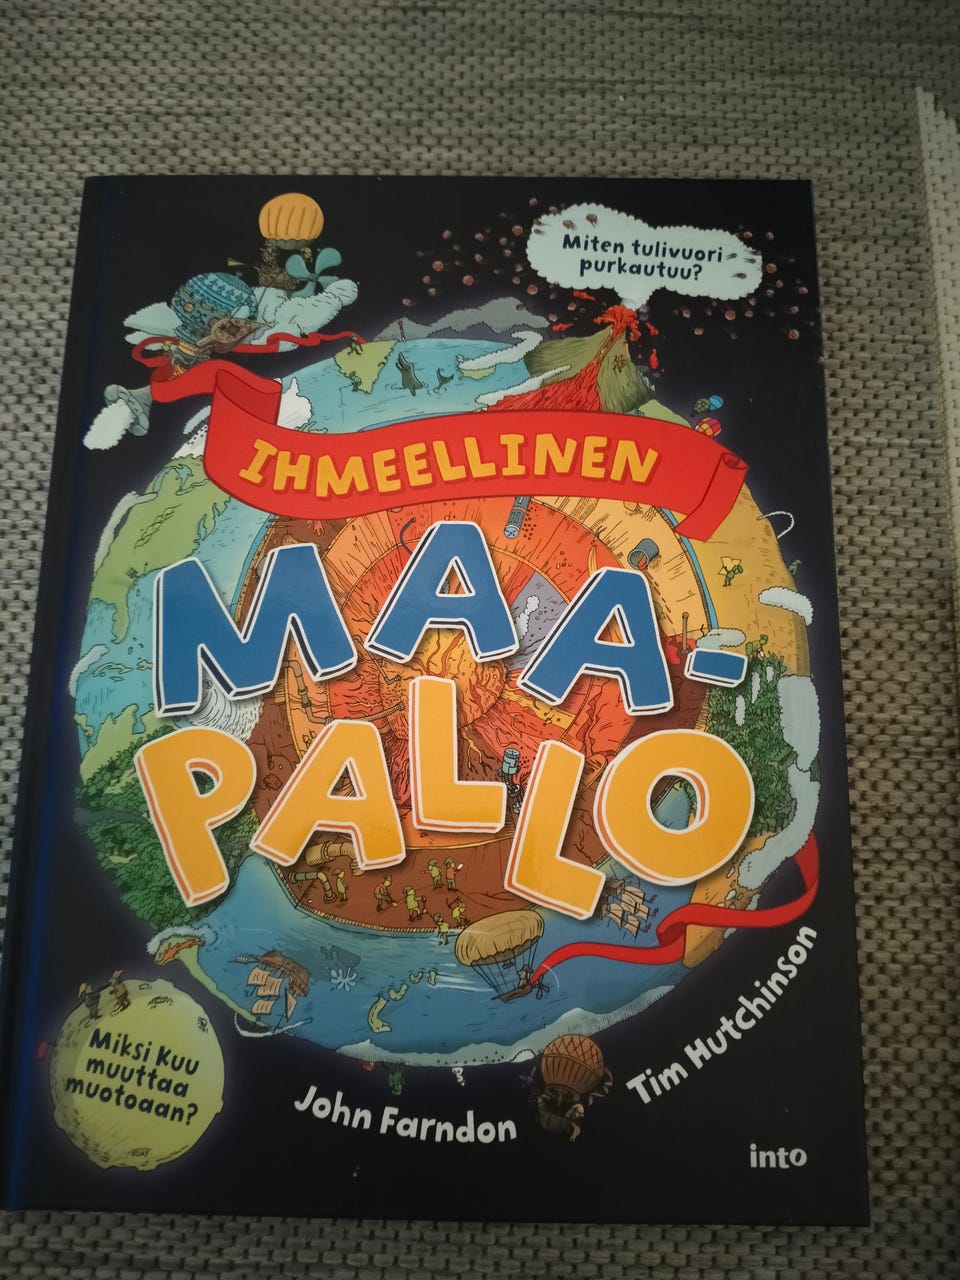 Miten tulivuori
purkautuu?
IHMEELLINEN
MAA-
PALLO
Miksi Kuu
muuttaa
muotoaan?
John Farndon
Tim Hutchinson
into